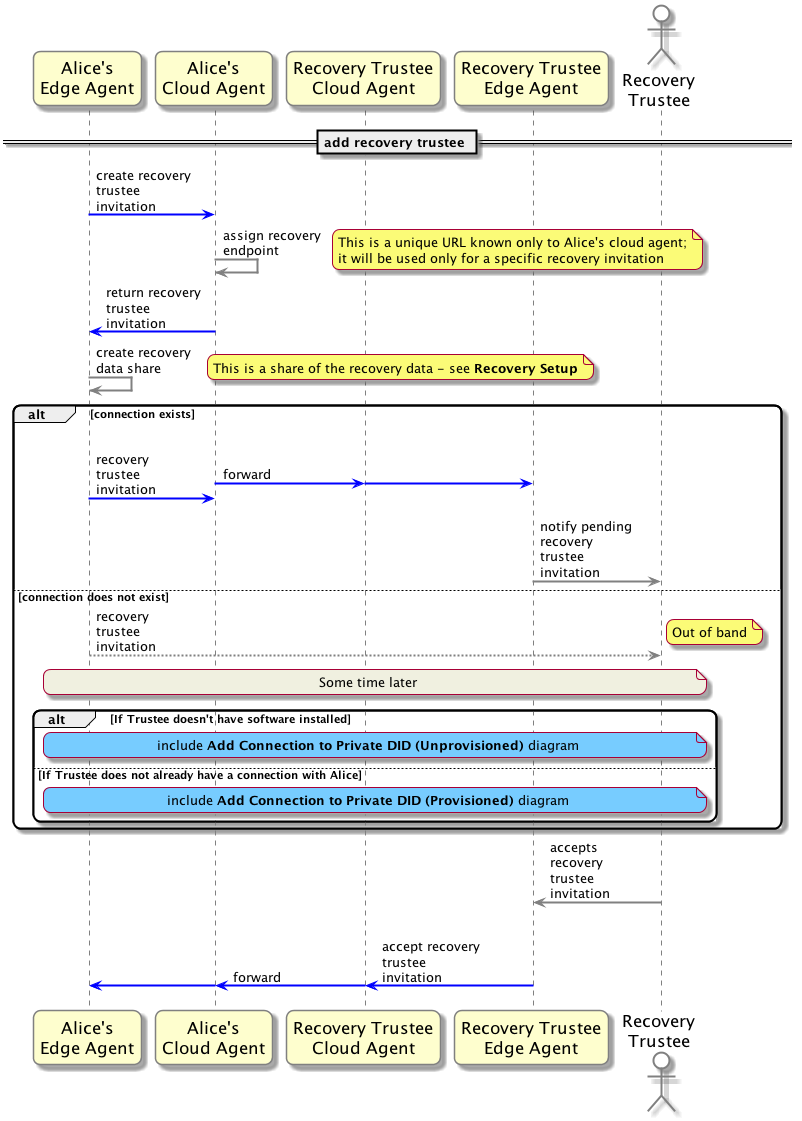 Alice's
Edge Agent
Alice's
Cloud Agent
Recovery Trustee
Cloud Agent
Recovery Trustee
Edge Agent
Recovery
Trustee
add recovery trustee
create recovery
trustee
invitation
assign recovery
endpoint
This is a unique URL known only to Alice's cloud agent;
it will be used only for a specific recovery invitation
return recovery
trustee
invitation
create recovery
data share
This is a share of the recovery data - see Recovery Setup
alt
[connection exists]
recovery
trustee
invitation
forward
notify pending
recovery
trustee
invitation
[connection does not exist]
recovery
trustee
invitation
Out of band
Some time later
alt
[If Trustee doesn't have software installed]
include Add Connection to Private DID (Unprovisioned) diagram
[If Trustee does not already have a connection with Alice]
include Add Connection to Private DID (Provisioned) diagram
accepts
recovery
trustee
invitation
accept recovery
trustee
invitation
forward
Alice's
Edge Agent
Alice's
Cloud Agent
Recovery Trustee
Cloud Agent
Recovery Trustee
Edge Agent
Recovery
Trustee